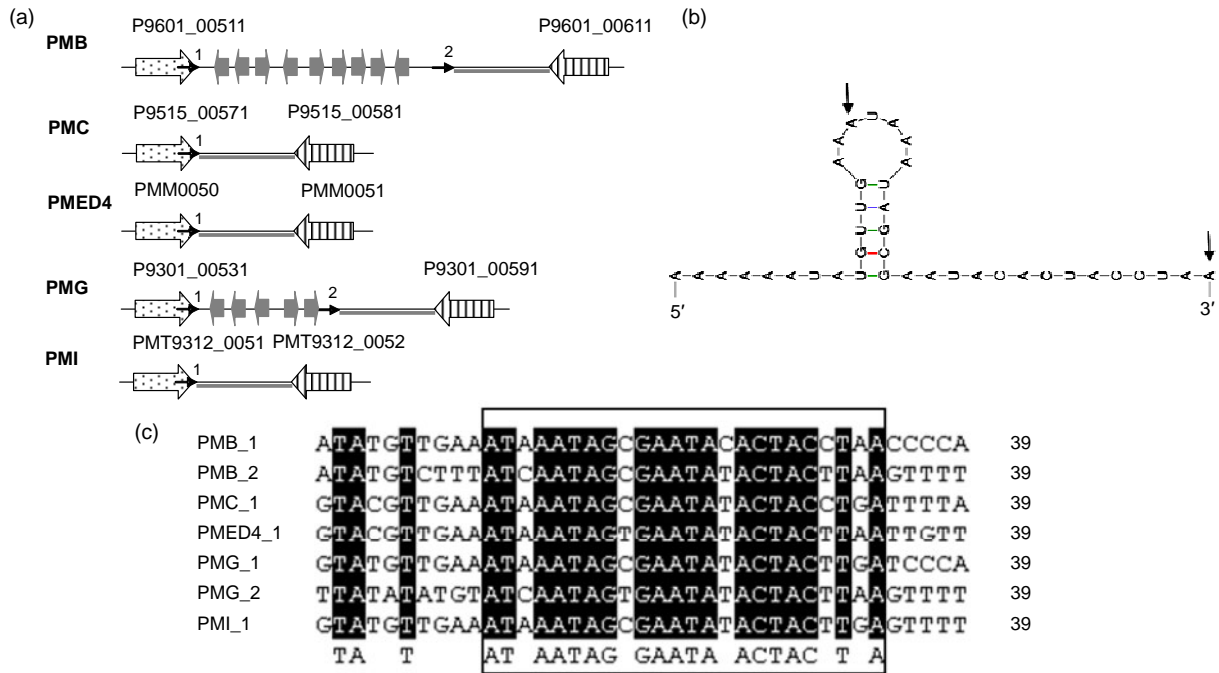 (a)
(b)
P9601_00511
P9601_00611
PMB
1
2
P9515_00571
P9515_00581
PMC
1
PMM0050
PMM0051
PMED4
1
P9301_00531
P9301_00591
PMG
1
2
PMT9312_0051
PMT9312_0052
PMI
1
A U A
A A
A A
G U
U A
U G
G C
A A A A A A U A U G A A U A C A C U A C C U A A
5′
3′
(c)
PMB_1 ATATGTTGAAATAAATAGCGAATACACTACCTAACCCCA 39
PMB_2 ATATGTCTTTATCAATAGCGAATATACTACTTAAGTTTT 39
PMC_1 GTACGTTGAAATAAATAGCGAATATACTACCTGATTTTA 39
PMED4_1 GTACGTTGAAATAAATAGTGAATATACTACTTAATTGTT 39
PMG_1 GTATGTTGAAATAAATAGCGAATATACTACTTGATCCCA 39
PMG_2 TTATATATGTATCAATAGTGAATATACTACTTAAGTTTT 39
PMI_1 GTATGTTGAAATAAATAGCGAATATACTACTTGAGTTTT 39
TA T AT AATAG GAATA ACTAC T A